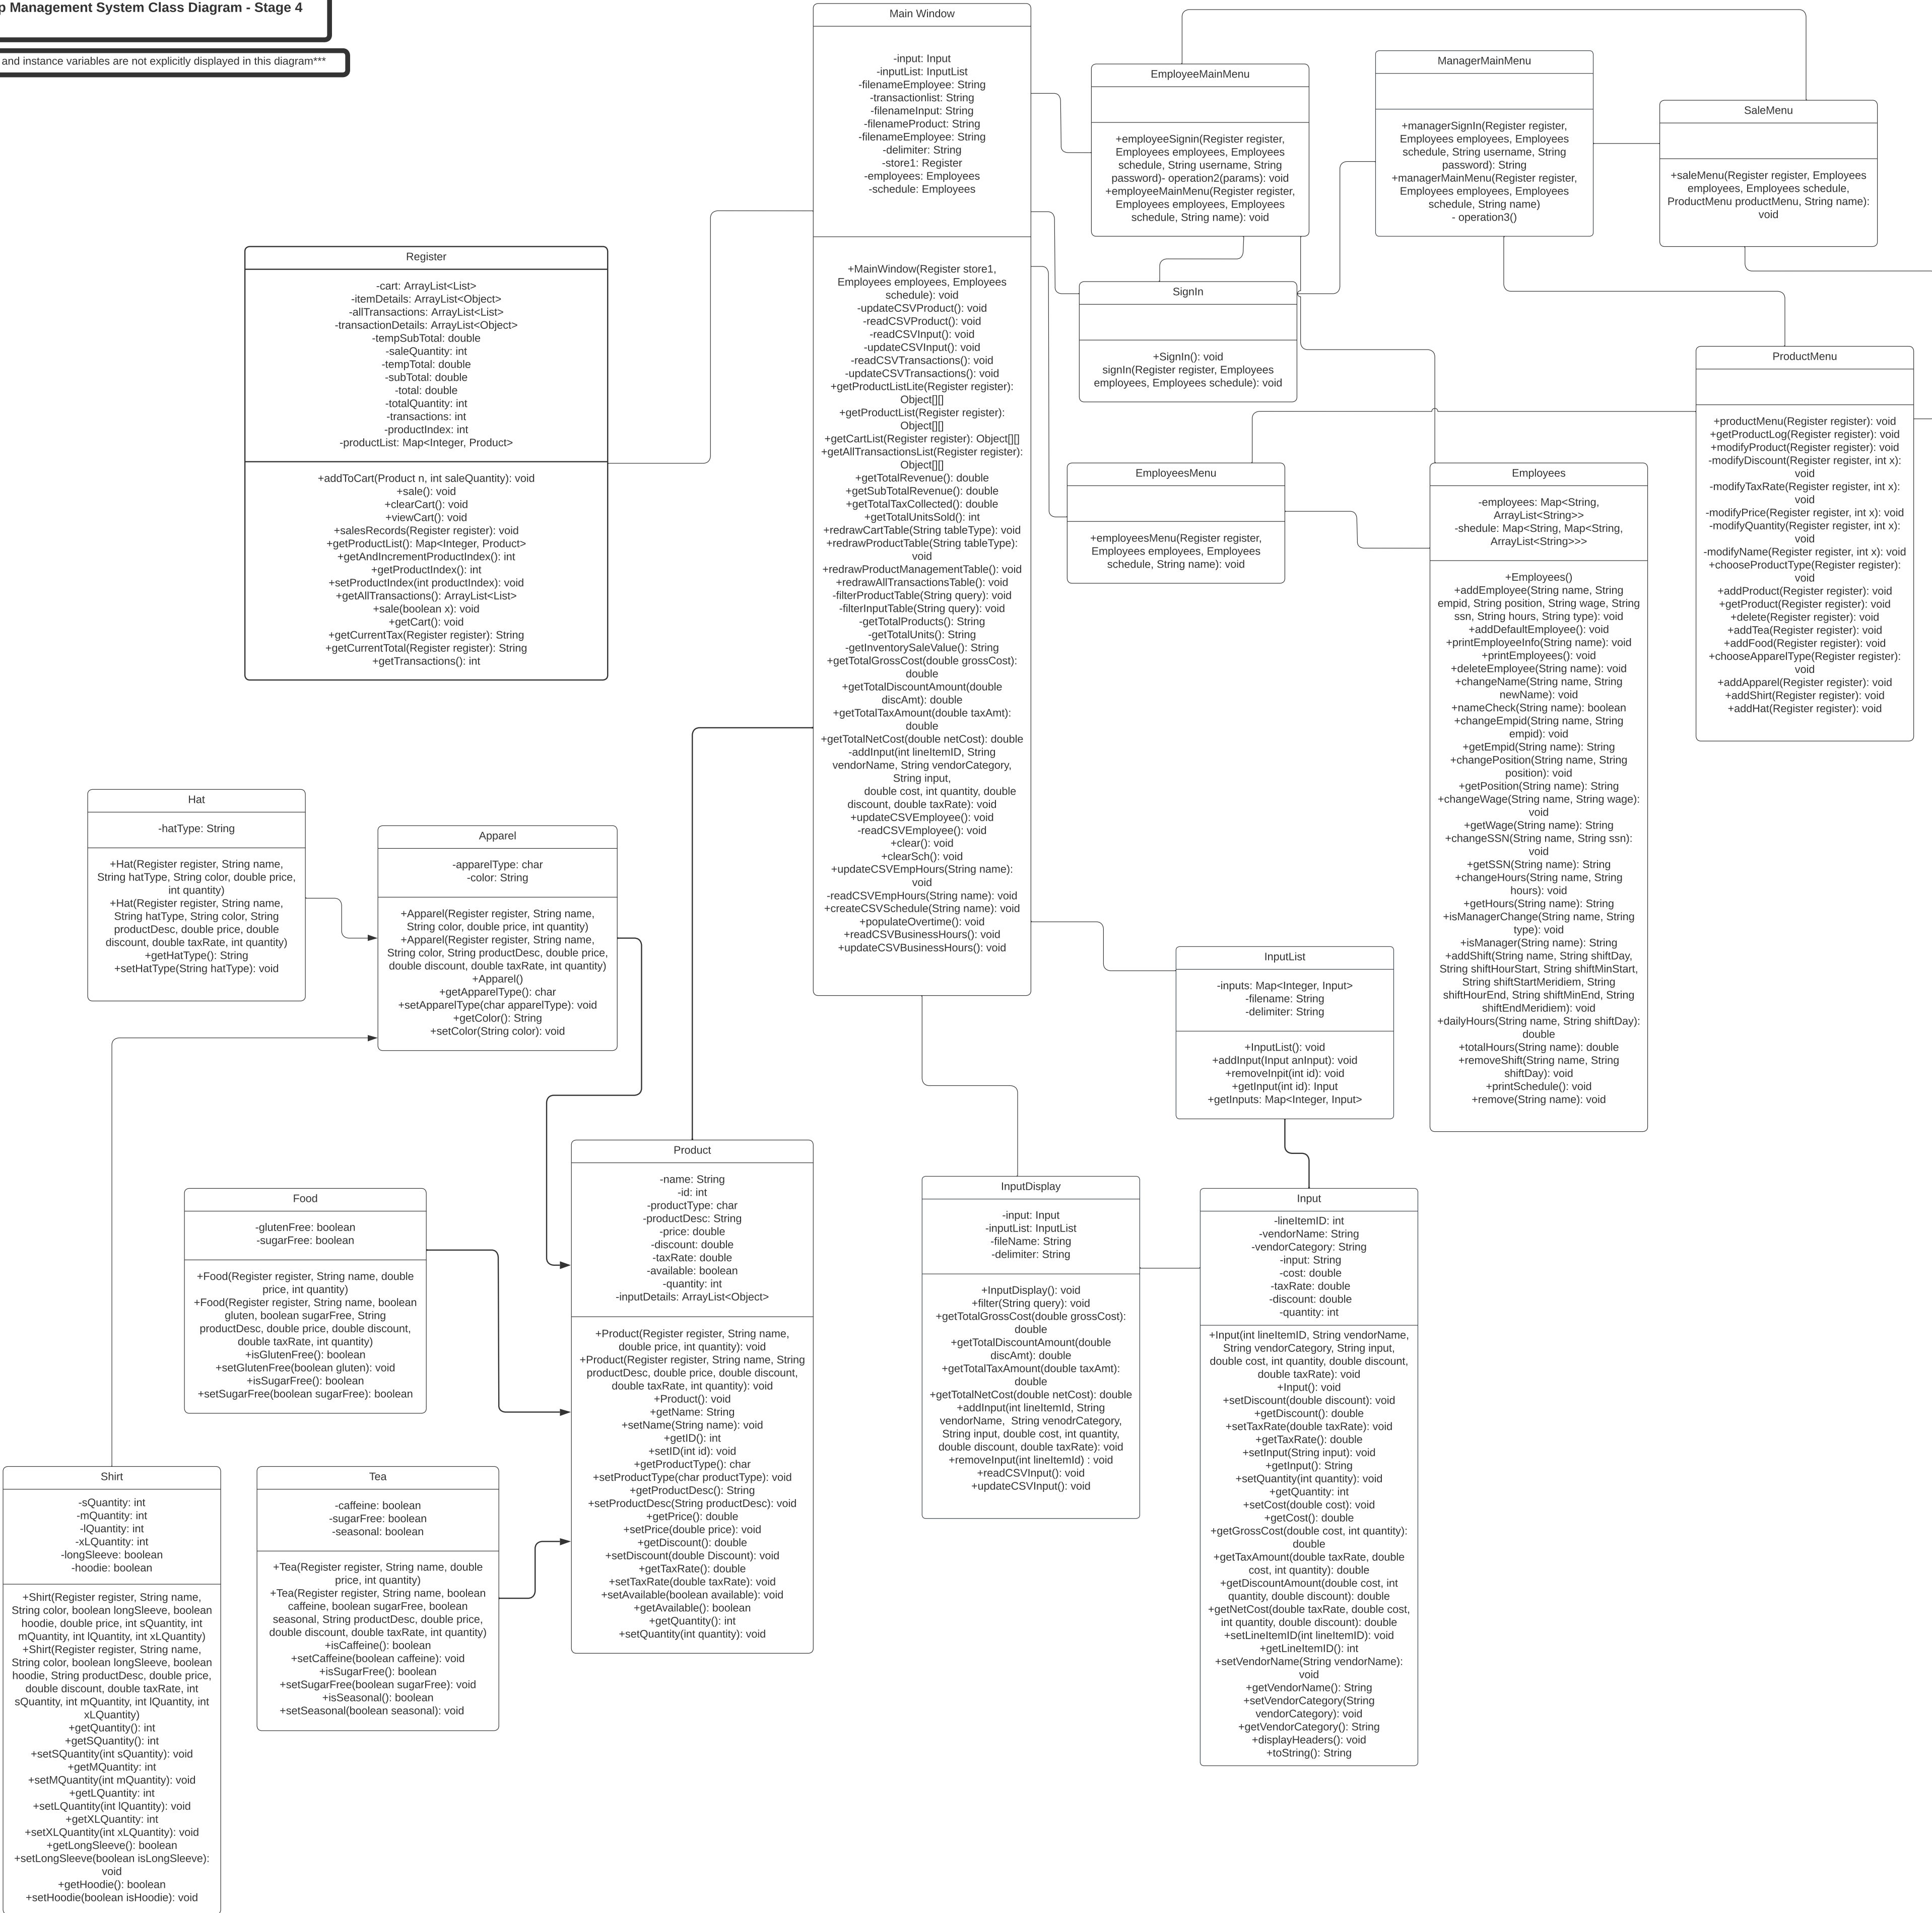 p Management System Class Diagram - Stage 4
and instance variables are not explicitly displayed in this diagram***
Main Window
-input: Input
-inputList: InputList
-filenameEmployee: String
-transactionlist: String
-filenameInput: String
-filenameProduct: String
-filenameEmployee: String
-delimiter: String
-store1: Register
-employees: Employees
-schedule: Employees
+MainWindow(Register store1,
Employees employees, Employees
schedule): void
-updateCSVProduct(): void
-readCSVProduct(): void
-readCSVInput(): void
-updateCSVInput(): void
-readCSVTransactions(): void
-updateCSVTransactions(): void
+getProductListLite(Register register):
Object[][]
+getProductList(Register register):
Object[][]
+getCartList(Register register): Object[][]
+getAllTransactionsList(Register register):
Object[][]
+getTotalRevenue(): double
+getSubTotalRevenue(): double
+getTotalTaxCollected(): double
+getTotalUnitsSold(): int
+redrawCartTable(String tableType): void
+redrawProductTable(String tableType):
void
+redrawProductManagementTable(): void
+redrawAllTransactionsTable(): void
-filterProductTable(String query): void
-filterInputTable(String query): void
-getTotalProducts(): String
-getTotalUnits(): String
-getInventorySaleValue(): String
+getTotalGrossCost(double grossCost):
double
+getTotalDiscountAmount(double
discAmt): double
+getTotalTaxAmount(double taxAmt):
double
+getTotalNetCost(double netCost): double
-addInput(int lineItemID, String
vendorName, String vendorCategory,
String input,
double cost, int quantity, double
discount, double taxRate): void
+updateCSVEmployee(): void
-readCSVEmployee(): void
+clear(): void
+clearSch(): void
+updateCSVEmpHours(String name):
void
-readCSVEmpHours(String name): void
+createCSVSchedule(String name): void
+populateOvertime(): void
+readCSVBusinessHours(): void
+updateCSVBusinessHours(): void
EmployeeMainMenu
+employeeSignin(Register register,
Employees employees, Employees
schedule, String username, String
password)- operation2(params): void
+employeeMainMenu(Register register,
Employees employees, Employees
schedule, String name): void
ManagerMainMenu
+managerSignIn(Register register,
Employees employees, Employees
schedule, String username, String
password): String
+managerMainMenu(Register register,
Employees employees, Employees
schedule, String name)
- operation3()
SaleMenu
+saleMenu(Register register, Employees
employees, Employees schedule,
ProductMenu productMenu, String name):
void
Register
-cart: ArrayList<List>
-itemDetails: ArrayList<Object>
-allTransactions: ArrayList<List>
-transactionDetails: ArrayList<Object>
-tempSubTotal: double
-saleQuantity: int
-tempTotal: double
-subTotal: double
-total: double
-totalQuantity: int
-transactions: int
-productIndex: int
-productList: Map<Integer, Product>
+addToCart(Product n, int saleQuantity): void
+sale(): void
+clearCart(): void
+viewCart(): void
+salesRecords(Register register): void
+getProductList(): Map<Integer, Product>
+getAndIncrementProductIndex(): int
+getProductIndex(): int
+setProductIndex(int productIndex): void
+getAllTransactions(): ArrayList<List>
+sale(boolean x): void
+getCart(): void
+getCurrentTax(Register register): String
+getCurrentTotal(Register register): String
+getTransactions(): int
SignIn
+SignIn(): void
signIn(Register register, Employees
employees, Employees schedule): void
ProductMenu
+productMenu(Register register): void
+getProductLog(Register register): void
+modifyProduct(Register register): void
-modifyDiscount(Register register, int x):
void
-modifyTaxRate(Register register, int x):
void
-modifyPrice(Register register, int x): void
-modifyQuantity(Register register, int x):
void
-modifyName(Register register, int x): void
+chooseProductType(Register register):
void
+addProduct(Register register): void
+getProduct(Register register): void
+delete(Register register): void
+addTea(Register register): void
+addFood(Register register): void
+chooseApparelType(Register register):
void
+addApparel(Register register): void
+addShirt(Register register): void
+addHat(Register register): void
EmployeesMenu
+employeesMenu(Register register,
Employees employees, Employees
schedule, String name): void
Employees
-employees: Map<String,
ArrayList<String>>
-shedule: Map<String, Map<String,
ArrayList<String>>>
+Employees()
+addEmployee(String name, String
empid, String position, String wage, String
ssn, String hours, String type): void
+addDefaultEmployee(): void
+printEmployeeInfo(String name): void
+printEmployees(): void
+deleteEmployee(String name): void
+changeName(String name, String
newName): void
+nameCheck(String name): boolean
+changeEmpid(String name, String
empid): void
+getEmpid(String name): String
+changePosition(String name, String
position): void
+getPosition(String name): String
+changeWage(String name, String wage):
void
+getWage(String name): String
+changeSSN(String name, String ssn):
void
+getSSN(String name): String
+changeHours(String name, String
hours): void
+getHours(String name): String
+isManagerChange(String name, String
type): void
+isManager(String name): String
+addShift(String name, String shiftDay,
String shiftHourStart, String shiftMinStart,
String shiftStartMeridiem, String
shiftHourEnd, String shiftMinEnd, String
shiftEndMeridiem): void
+dailyHours(String name, String shiftDay):
double
+totalHours(String name): double
+removeShift(String name, String
shiftDay): void
+printSchedule(): void
+remove(String name): void
Hat
-hatType: String
+Hat(Register register, String name,
String hatType, String color, double price,
int quantity)
+Hat(Register register, String name,
String hatType, String color, String
productDesc, double price, double
discount, double taxRate, int quantity)
+getHatType(): String
+setHatType(String hatType): void
Apparel
-apparelType: char
-color: String
+Apparel(Register register, String name,
String color, double price, int quantity)
+Apparel(Register register, String name,
String color, String productDesc, double price,
double discount, double taxRate, int quantity)
+Apparel()
+getApparelType(): char
+setApparelType(char apparelType): void
+getColor(): String
+setColor(String color): void
InputList
-inputs: Map<Integer, Input>
-filename: String
-delimiter: String
+InputList(): void
+addInput(Input anInput): void
+removeInpit(int id): void
+getInput(int id): Input
+getInputs: Map<Integer, Input>
Product
-name: String
-id: int
-productType: char
-productDesc: String
-price: double
-discount: double
-taxRate: double
-available: boolean
-quantity: int
-inputDetails: ArrayList<Object>
+Product(Register register, String name,
double price, int quantity): void
+Product(Register register, String name, String
productDesc, double price, double discount,
double taxRate, int quantity): void
+Product(): void
+getName: String
+setName(String name): void
+getID(): int
+setID(int id): void
+getProductType(): char
+setProductType(char productType): void
+getProductDesc(): String
+setProductDesc(String productDesc): void
+getPrice(): double
+setPrice(double price): void
+getDiscount(): double
+setDiscount(double Discount): void
+getTaxRate(): double
+setTaxRate(double taxRate): void
+setAvailable(boolean available): void
+getAvailable(): boolean
+getQuantity(): int
+setQuantity(int quantity): void
Food
-glutenFree: boolean
-sugarFree: boolean
+Food(Register register, String name, double
price, int quantity)
+Food(Register register, String name, boolean
gluten, boolean sugarFree, String
productDesc, double price, double discount,
double taxRate, int quantity)
+isGlutenFree(): boolean
+setGlutenFree(boolean gluten): void
+isSugarFree(): boolean
+setSugarFree(boolean sugarFree): boolean
InputDisplay
-input: Input
-inputList: InputList
-fileName: String
-delimiter: String
+InputDisplay(): void
+filter(String query): void
+getTotalGrossCost(double grossCost):
double
+getTotalDiscountAmount(double
discAmt): double
+getTotalTaxAmount(double taxAmt):
double
+getTotalNetCost(double netCost): double
+addInput(int lineItemId, String
vendorName, String venodrCategory,
String input, double cost, int quantity,
double discount, double taxRate): void
+removeInput(int lineItemId) : void
+readCSVInput(): void
+updateCSVInput(): void
Input
-lineItemID: int
-vendorName: String
-vendorCategory: String
-input: String
-cost: double
-taxRate: double
-discount: double
-quantity: int
+Input(int lineItemID, String vendorName,
String vendorCategory, String input,
double cost, int quantity, double discount,
double taxRate): void
+Input(): void
+setDiscount(double discount): void
+getDiscount(): double
+setTaxRate(double taxRate): void
+getTaxRate(): double
+setInput(String input): void
+getInput(): String
+setQuantity(int quantity): void
+getQuantity: int
+setCost(double cost): void
+getCost(): double
+getGrossCost(double cost, int quantity):
double
+getTaxAmount(double taxRate, double
cost, int quantity): double
+getDiscountAmount(double cost, int
quantity, double discount): double
+getNetCost(double taxRate, double cost,
int quantity, double discount): double
+setLineItemID(int lineItemID): void
+getLineItemID(): int
+setVendorName(String vendorName):
void
+getVendorName(): String
+setVendorCategory(String
vendorCategory): void
+getVendorCategory(): String
+displayHeaders(): void
+toString(): String
Shirt
-sQuantity: int
-mQuantity: int
-lQuantity: int
-xLQuantity: int
-longSleeve: boolean
-hoodie: boolean
+Shirt(Register register, String name,
String color, boolean longSleeve, boolean
hoodie, double price, int sQuantity, int
mQuantity, int lQuantity, int xLQuantity)
+Shirt(Register register, String name,
String color, boolean longSleeve, boolean
hoodie, String productDesc, double price,
double discount, double taxRate, int
sQuantity, int mQuantity, int lQuantity, int
xLQuantity)
+getQuantity(): int
+getSQuantity(): int
+setSQuantity(int sQuantity): void
+getMQuantity: int
+setMQuantity(int mQuantity): void
+getLQuantity: int
+setLQuantity(int lQuantity): void
+getXLQuantity: int
+setXLQuantity(int xLQuantity): void
+getLongSleeve(): boolean
+setLongSleeve(boolean isLongSleeve):
void
+getHoodie(): boolean
+setHoodie(boolean isHoodie): void
Tea
-caffeine: boolean
-sugarFree: boolean
-seasonal: boolean
+Tea(Register register, String name, double
price, int quantity)
+Tea(Register register, String name, boolean
caffeine, boolean sugarFree, boolean
seasonal, String productDesc, double price,
double discount, double taxRate, int quantity)
+isCaffeine(): boolean
+setCaffeine(boolean caffeine): void
+isSugarFree(): boolean
+setSugarFree(boolean sugarFree): void
+isSeasonal(): boolean
+setSeasonal(boolean seasonal): void